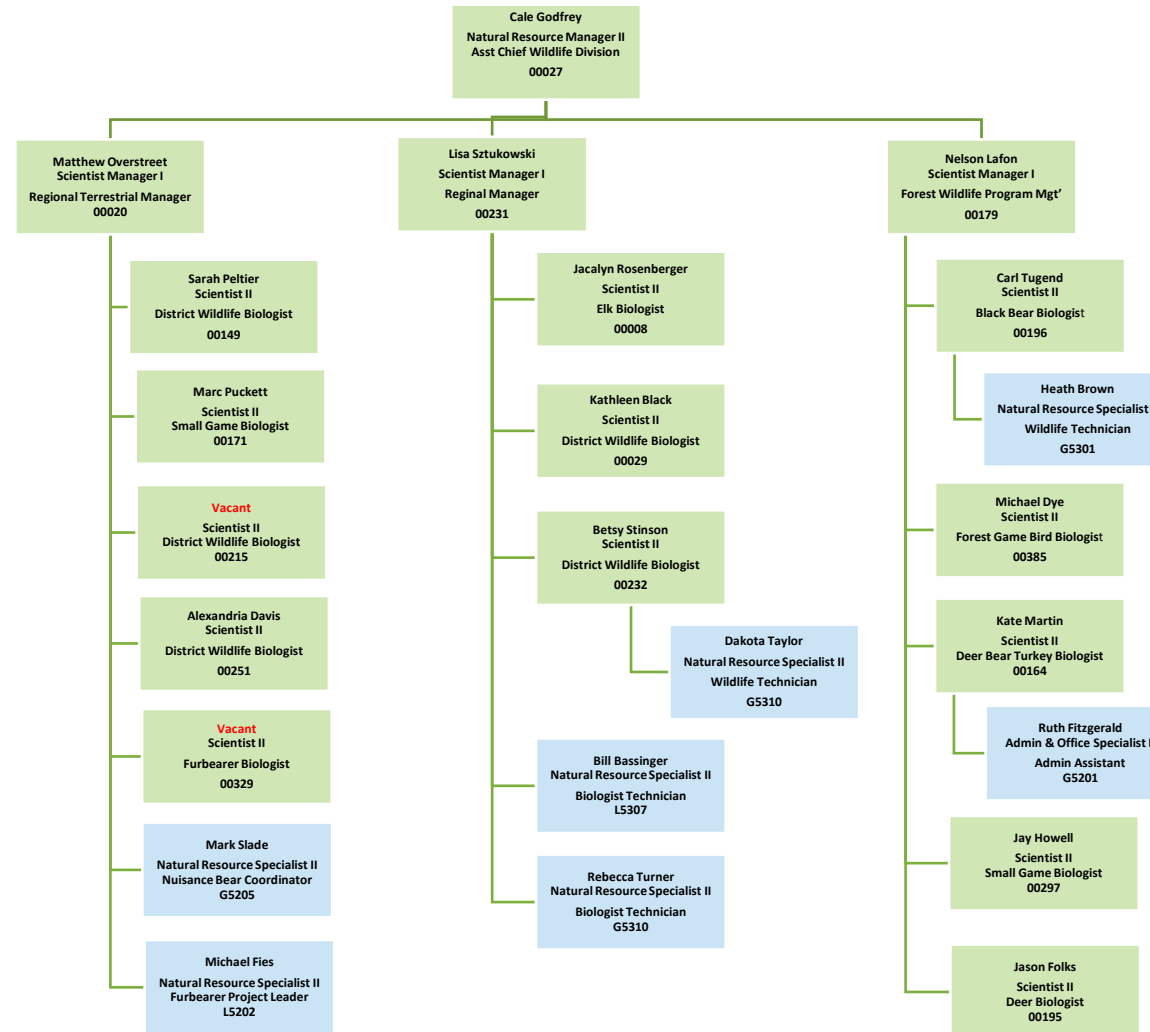 Cale Godfrey
Natural Resource Manager II
Asst Chief Wildlife Division
00027
Matthew Overstreet
Scientist Manager I
Regional Terrestrial Manager
00020
Sarah Peltier
Scientist II
District Wildlife Biologist
00149
Marc Puckett
Scientist II
Small Game Biologist
00171
Vacant
Scientist II
District Wildlife Biologist
00215
Alexandria Davis
Scientist II
District Wildlife Biologist
00251
Vacant
Scientist II
Furbearer Biologist
00329
Mark Slade
Natural Resource Specialist II
Nuisance Bear Coordinator
G5205
Michael Fies
Natural Resource Specialist II
Furbearer Project Leader
L5202
Lisa Sztukowski
Scientist Manager I
Reginal Manager
00231
Jacalyn Rosenberger
Scientist II
Elk Biologist
00008
Kathleen Black
Scientist II
District Wildlife Biologist
00029
Betsy Stinson
Scientist II
District Wildlife Biologist
00232
Dakota Taylor
Natural Resource Specialist II
Wildlife Technician
G5310
Bill Bassinger
Natural Resource Specialist II
Biologist Technician
L5307
Rebecca Turner
Natural Resource Specialist II
Biologist Technician
G5310
Nelson Lafon
Scientist Manager I
Forest Wildlife Program Mgt’
00179
Carl Tugend
Scientist II
Black Bear Biologist
00196
Heath Brown
Natural Resource Specialist
Wildlife Technician
G5301
Michael Dye
Scientist II
Forest Game Bird Biologist
00385
Kate Martin
Scientist II
Deer Bear Turkey Biologist
00164
Ruth Fitzgerald
Admin & Office Specialist
Admin Assistant
G5201
Jay Howell
Scientist II
Small Game Biologist
00297
Jason Folks
Scientist II
Deer Biologist
00195